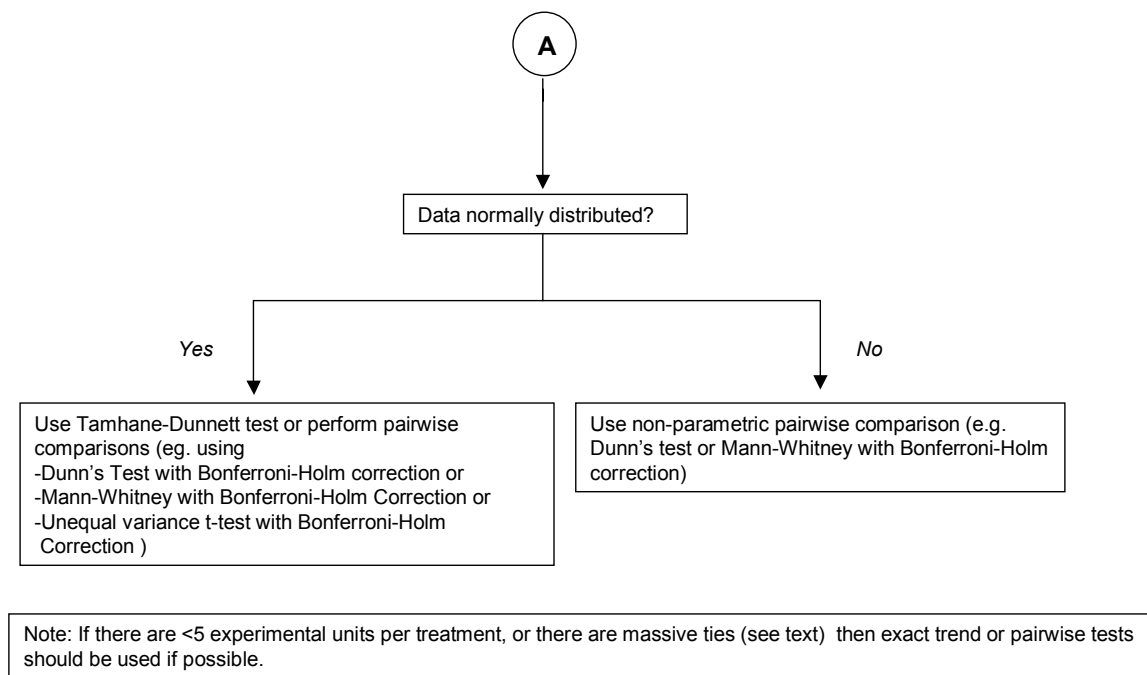 A
Data normally distributed?
Yes
No
Use Tamhane-Dunnett test or perform pairwise
comparisons (eg. using
-Dunn's Test with Bonferroni-Holm correction or
-Mann-Whitney with Bonferroni-Holm Correction or
-Unequal variance t-test with Bonferroni-Holm
Correction )
Use non-parametric pairwise comparison (e.g.
Dunn's test or Mann-Whitney with Bonferroni-Holm
correction)
Note: If there are <5 experimental units per treatment, or there are massive ties (see text) then exact trend or pairwise tests
should be used if possible.